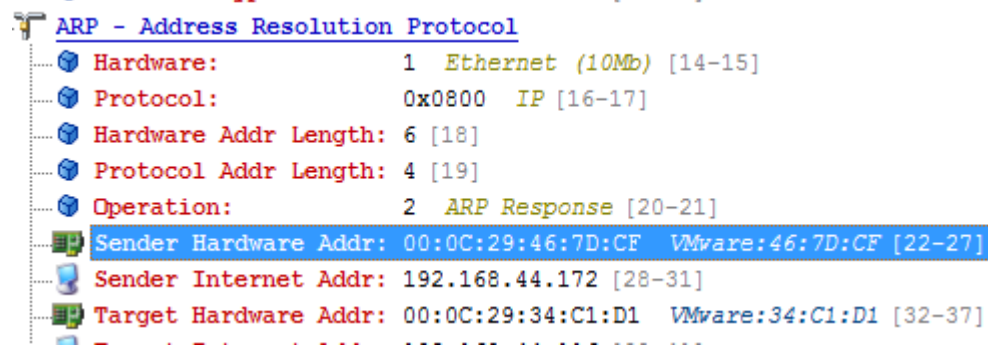 ARP - Address Resolution Protocol
Hardware: 1 Ethernet (10Mb) [14-15]
Protocol: 0x0800 IP [16-17]
Hardware Addr Length: 6 [18]
Protocol Addr Length: 4 [19]
Operation: 2 ARP Response [20-21]
Sender Hardware Addr: 00:0C:29:46:7D:CF VMware:46:7D:CF [22-27]
Sender Internet Addr: 192.168.44.172 [28-31]
Target Hardware Addr: 00:0C:29:34:C1:D1 VMware:34:C1:D1 [32-37]